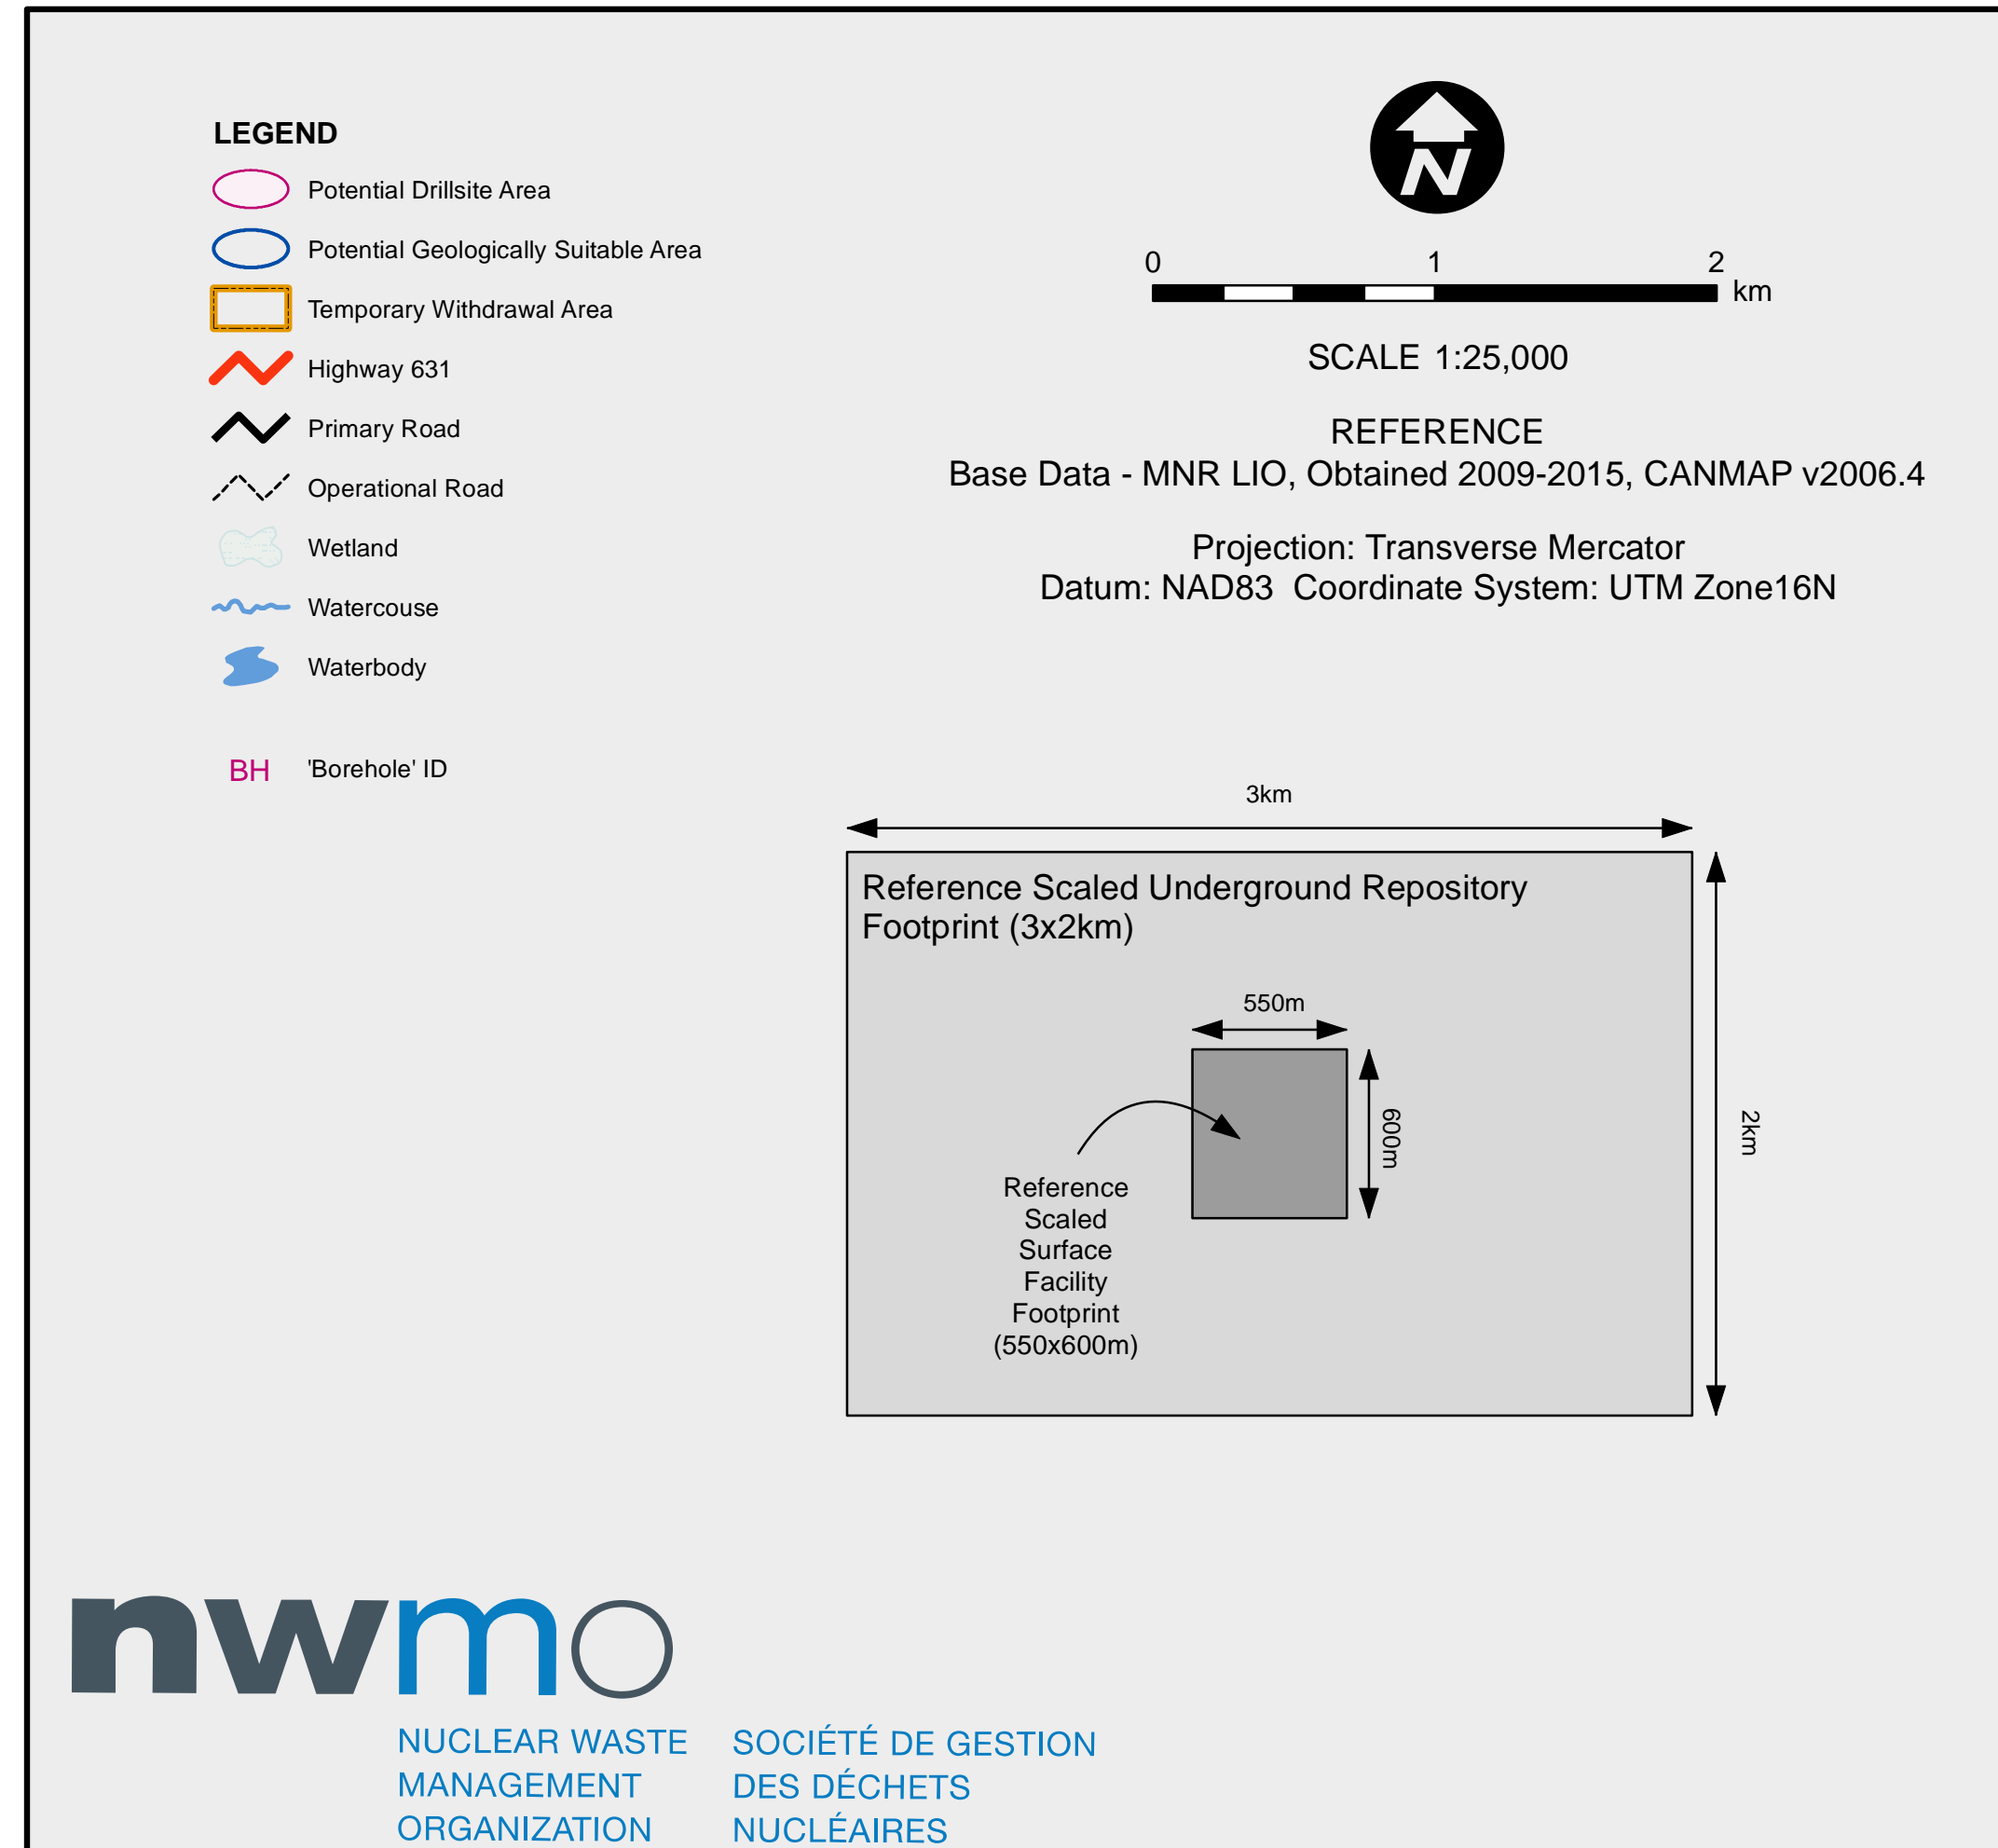 LEGEND
Potential Drillsite Area
Potential Geologically Suitable Area
Temporary Withdrawal Area
Highway 631
Primary Road
Operational Road
Wetland
Watercouse
Waterbody
BH 'Borehole' ID
N
0 1 2
km
SCALE 1:25,000
REFERENCE
Base Data - MNR LIO, Obtained 2009-2015, CANMAP v2006.4
Projection: Transverse Mercator
Datum: NAD83 Coordinate System: UTM Zone16N
3km
Reference Scaled Underground Repository
Footprint (3x2km)
550m
600m
2km
Reference
Scaled
Surface
Facility
Footprint
(550x600m)
nwmo
NUCLEAR WASTE
MANAGEMENT
ORGANIZATION
SOCIÉTÉ DE GESTION
DES DÉCHETS
NUCLÉAIRES